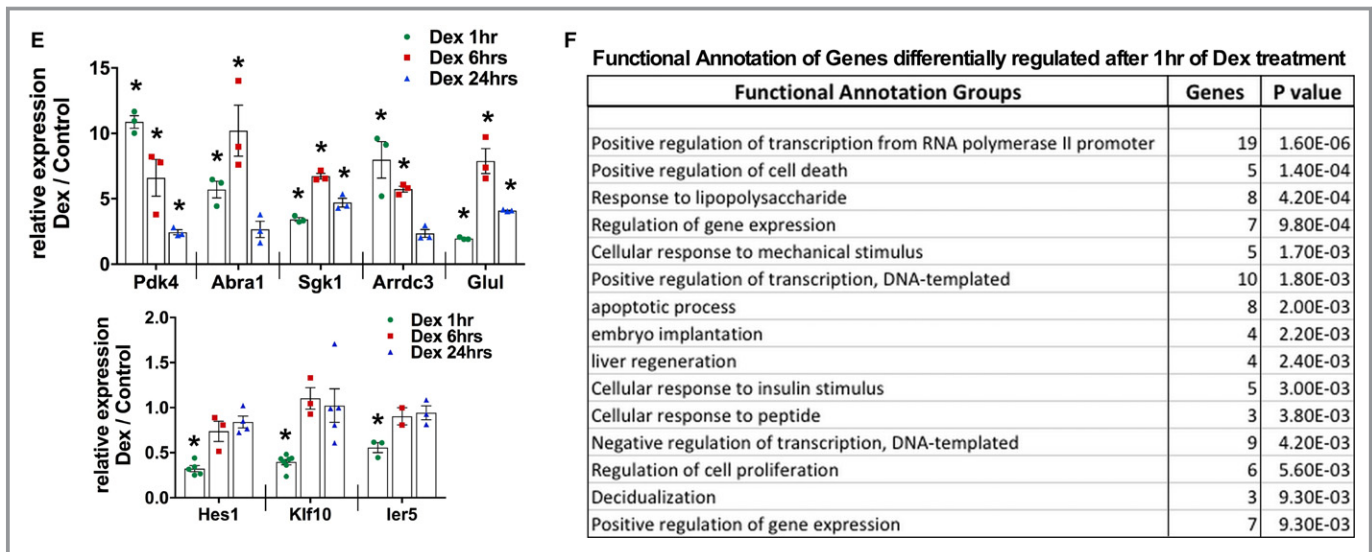 E
Dex 1hr
Dex 6hrs
Dex 24hrs
15
10
5
0
relative expression
Dex / Control
* * * * * * * * * * * * *
Pdk4 Abra1 Sgk1 Arrdc3 Glul
2.0
1.5
1.0
0.5
0.0
relative expression
Dex / Control
Dex 1hr
Dex 6hrs
Dex 24hrs
* * *
Hes1 Klf10 Ier5
F
Functional Annotation of Genes differentially regulated after 1hr of Dex treatment
Functional Annotation Groups Genes P value
Positive regulation of transcription from RNA polymerase II promoter 19 1.60E-06
Positive regulation of cell death 5 1.40E-04
Response to lipopolysaccharide 8 4.20E-04
Regulation of gene expression 7 9.80E-04
Cellular response to mechanical stimulus 5 1.70E-03
Positive regulation of transcription, DNA-templated 10 1.80E-03
apoptotic process 8 2.00E-03
embryo implantation 4 2.20E-03
liver regeneration 4 2.40E-03
Cellular response to insulin stimulus 5 3.00E-03
Cellular response to peptide 3 3.80E-03
Negative regulation of transcription, DNA-templated 9 4.20E-03
Regulation of cell proliferation 6 5.60E-03
Decidualization 3 9.30E-03
Positive regulation of gene expression 7 9.30E-03